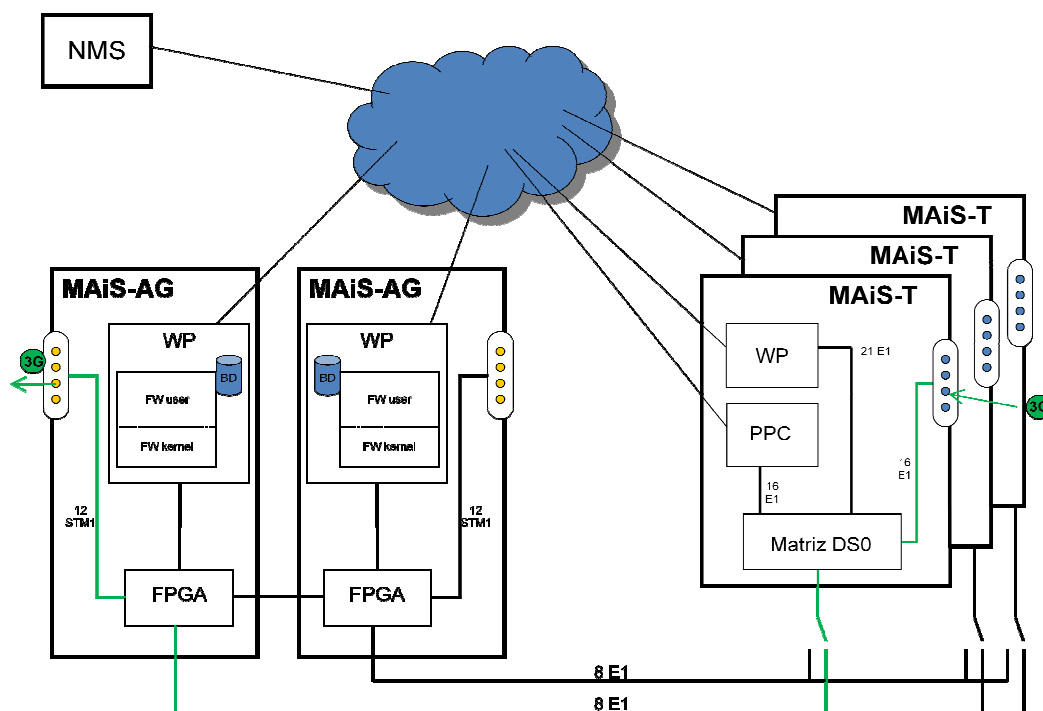 NMS
MAiS-T
MAiS-T
MAiS-T
MAiS-AG
MAiS-AG
WP
BD
FW user
FW kernel
WP
BD
FW user
FW kernel
3G
WP
21 E1
PPC
16
E1
16
E1
3G
12
STM1
12
STM1
Matriz DS0
FPGA
FPGA
8 E1
8 E1